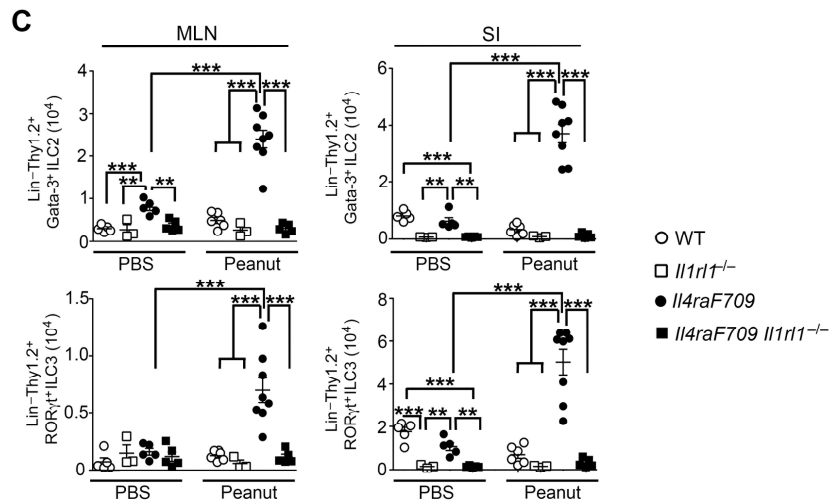 C
MLN
SI
Lin−Thy1.2+
Gata-3+ ILC2 (10⁴)
4
3
2
1
0
***
***
***
***
**
**
PBS
Peanut
Lin−Thy1.2+
Gata-3+ ILC2 (10⁴)
6
4
2
0
***
***
***
***
**
**
PBS
Peanut
WT
Il1rl1−/−
Il4raF709
Il4raF709 Il1rl1−/−
Lin−Thy1.2+
RORγt+ILC3 (10⁴)
1.5
1.0
0.5
0
***
***
***
PBS
Peanut
Lin−Thy1.2+
RORγt+ILC3 (10⁴)
8
6
4
2
0
***
***
***
***
***
**
**
PBS
Peanut